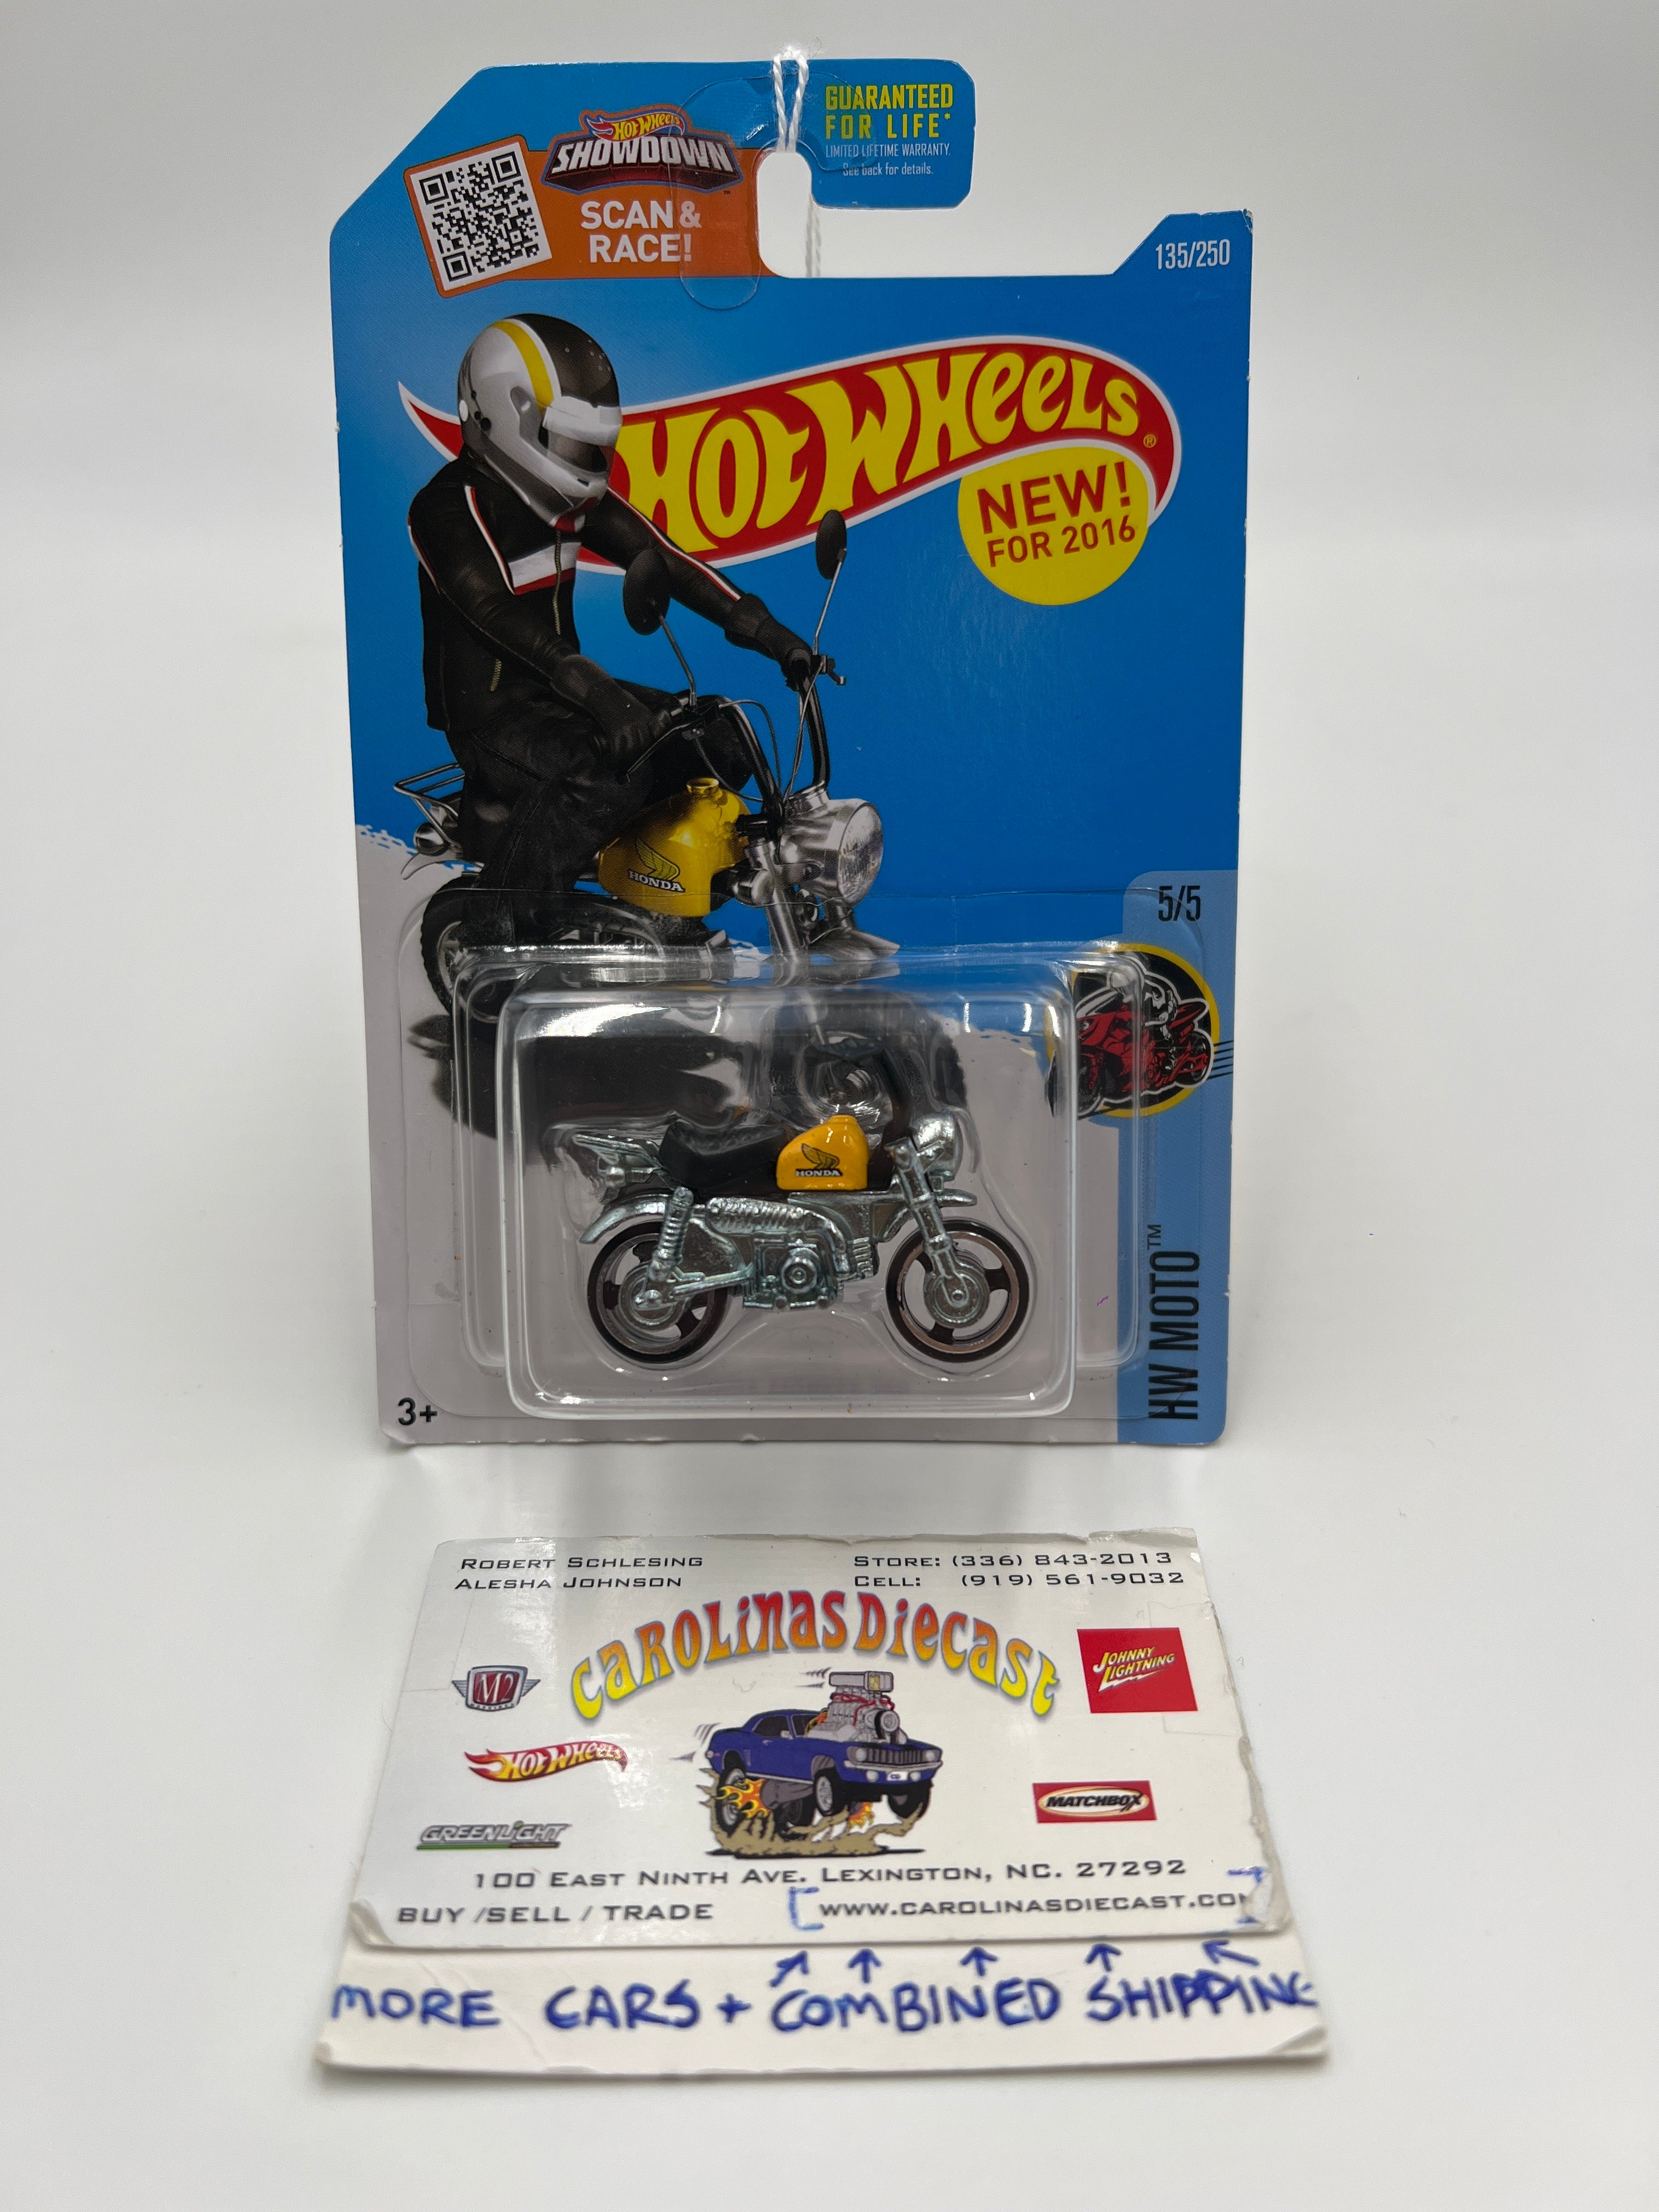 HOT WHEELS
SHOWDOWN™
SCAN &
RACE!
GUARANTEED
FOR LIFE*
LIMITED LIFETIME WARRANTY.
See back for details.
135/250
HOT WHEELS®
NEW!
FOR 2016
HONDA
5/5
HONDA
HW MOTO™
3+
ROBERT SCHLESING
ALESHA JOHNSON
STORE: (336) 843-2013
CELL: (919) 561-9032
CAROLINAS DIECAST
M2
JOHNNY
LIGHTNING
HOT WHEELS
MATCHBOX
GREENLIGHT
100 EAST NINTH AVE. LEXINGTON, NC. 27292
BUY /SELL / TRADE
WWW.CAROLINASDIECAST.COM
MORE CARS + COMBINED SHIPPING